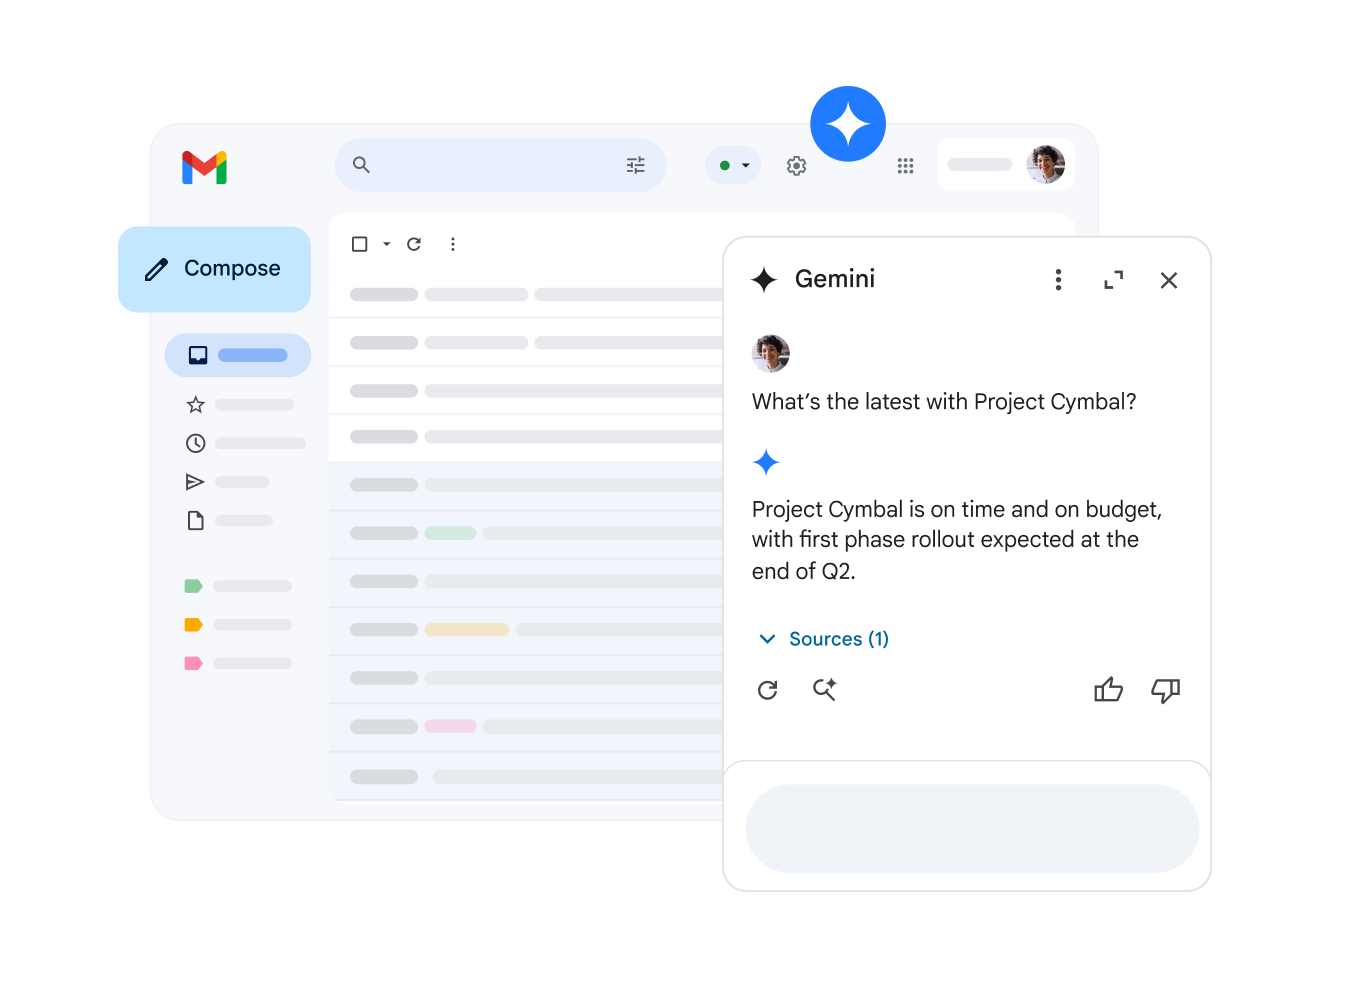 Compose
Gemini
What's the latest with Project Cymbal?
Project Cymbal is on time and on budget,
with first phase rollout expected at the
end of Q2.
Sources (1)